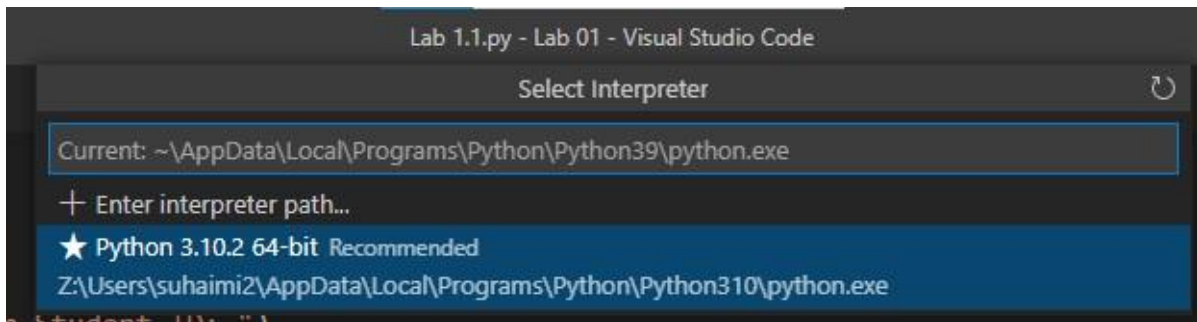 Lab 1.1.py - Lab 01 - Visual Studio Code
Select Interpreter
Current: ~\AppData\Local\Programs\Python\Python39\python.exe
+ Enter interpreter path...
★ Python 3.10.2 64-bit Recommended
Z:\Users\suhaimi2\AppData\Local\Programs\Python\Python310\python.exe